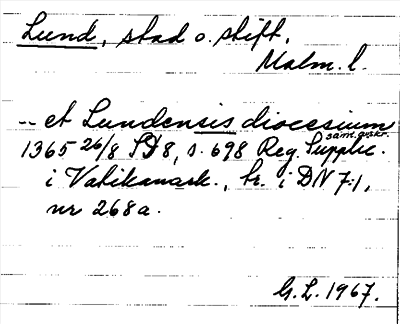 Lund, stad o. stift.
Malm. l.
-- et Lundensis diocesium
samt. avskr.
1365 26/8 SD 8, s. 698 Reg. Supplic.
i Vatikanark., tr. i DN 7:1,
nr 268a.
G.L. 1967.